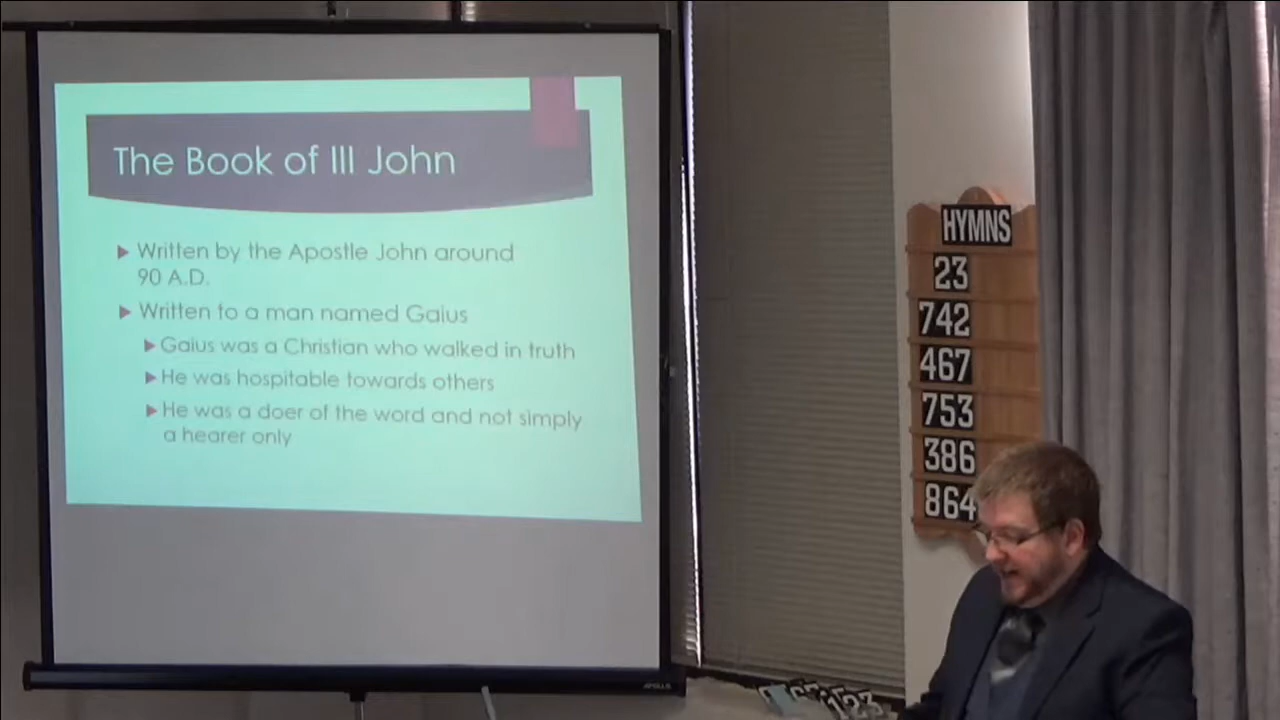 The Book of III John
Written by the Apostle John around
90 A.D.
Written to a man named Gaius
Gaius was a Christian who walked in truth
He was hospitable towards others
He was a doer of the word and not simply
a hearer only
HYMNS
23
742
467
753
386
864
APOLLO